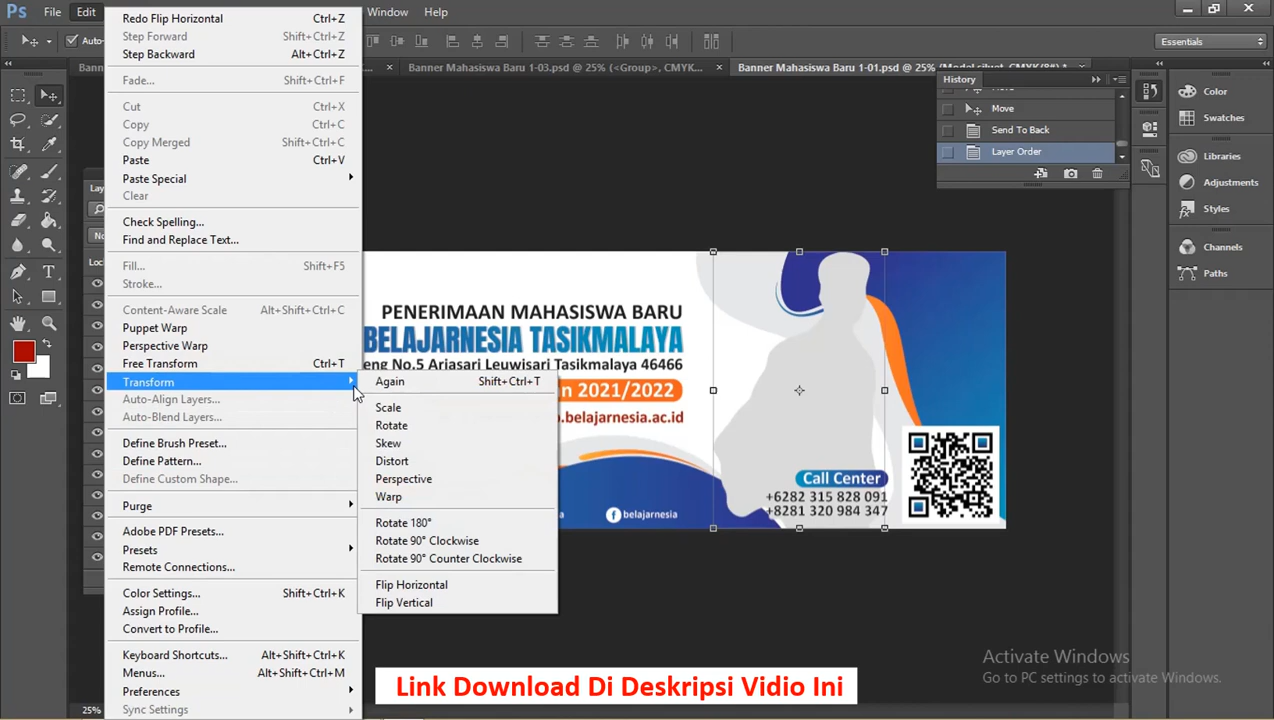 Ps File Edit Window Help
Auto-
Essentials
Banner Mahasiswa Baru 1-03.psd @ 25% (<Group>, CMYK...
Banner Mahasiswa Baru 1-01.psd @ 25%
Redo Flip Horizontal Ctrl+Z
Step Forward Shift+Ctrl+Z
Step Backward Alt+Ctrl+Z
Fade... Shift+Ctrl+F
Cut Ctrl+X
Copy Ctrl+C
Copy Merged Shift+Ctrl+C
Paste Ctrl+V
Paste Special
Clear
Check Spelling...
Find and Replace Text...
Fill... Shift+F5
Stroke...
Content-Aware Scale Alt+Shift+Ctrl+C
Puppet Warp
Perspective Warp
Free Transform Ctrl+T
Transform
Auto-Align Layers...
Auto-Blend Layers...
Define Brush Preset...
Define Pattern...
Define Custom Shape...
Purge
Adobe PDF Presets...
Presets
Remote Connections...
Color Settings... Shift+Ctrl+K
Assign Profile...
Convert to Profile...
Keyboard Shortcuts... Alt+Shift+Ctrl+K
Menus... Alt+Shift+Ctrl+M
Preferences
Sync Settings
Again Shift+Ctrl+T
Scale
Rotate
Skew
Distort
Perspective
Warp
Rotate 180°
Rotate 90° Clockwise
Rotate 90° Counter Clockwise
Flip Horizontal
Flip Vertical
History
Move
Send To Back
Layer Order
Color
Swatches
Libraries
Adjustments
Styles
Channels
Paths
PENERIMAAN MAHASISWA BARU
BELAJARNESIA TASIKMALAYA
eng No.5 Ariasari Leuwisari Tasikmalaya 46466
n 2021/2022
o.belajarnesia.ac.id
belajarnesia
Call Center
+6282 315 828 091
+8281 320 984 347
25%
Activate Windows
Go to PC settings to activate Windows.
Link Download Di Deskripsi Vidio Ini